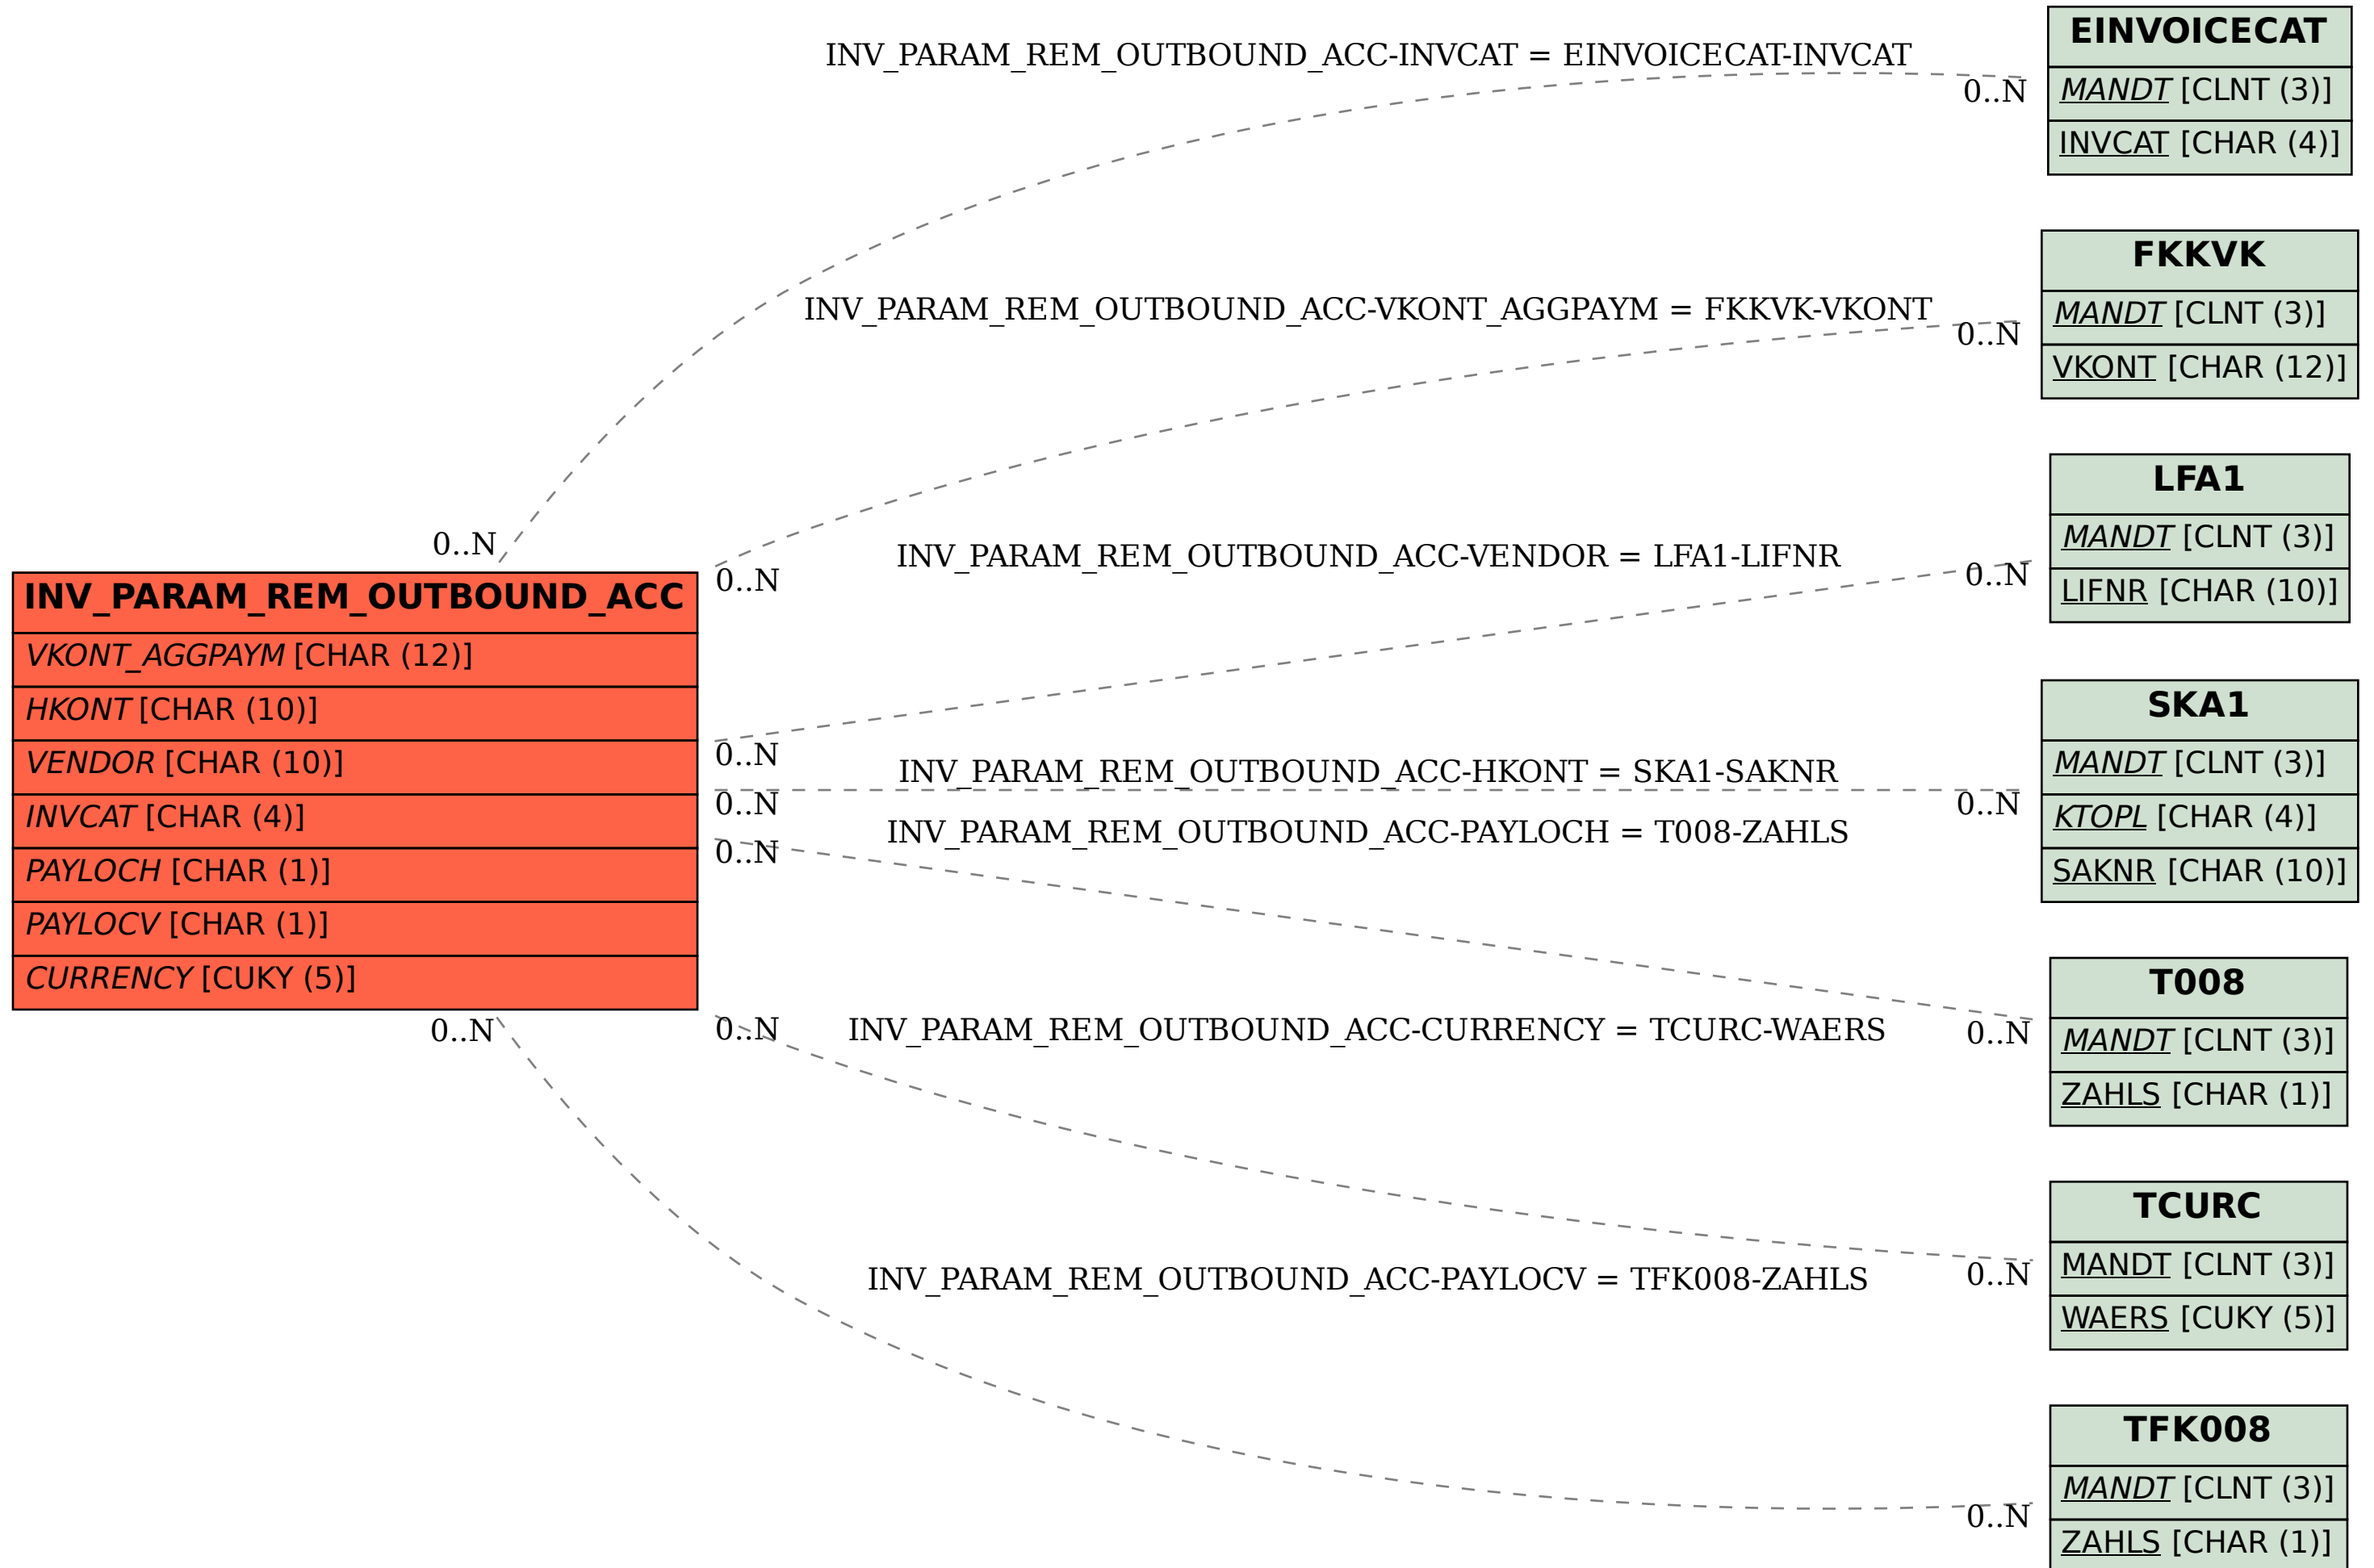 INV_PARAM_REM_OUTBOUND_ACC-INVCAT = EINVOICECAT-INVCAT
0..N
0..N
INV_PARAM_REM_OUTBOUND_ACC-VKONT_AGGPAYM = FKKVK-VKONT
0..N
0..N
INV_PARAM_REM_OUTBOUND_ACC-VENDOR = LFA1-LIFNR
0..N
0..N
INV_PARAM_REM_OUTBOUND_ACC-HKONT = SKA1-SAKNR
0..N
0..N
INV_PARAM_REM_OUTBOUND_ACC-PAYLOCH = T008-ZAHLS
0..N
0..N
INV_PARAM_REM_OUTBOUND_ACC-CURRENCY = TCURC-WAERS
0..N
0..N
INV_PARAM_REM_OUTBOUND_ACC-PAYLOCV = TFK008-ZAHLS
0..N
0..N
INV_PARAM_REM_OUTBOUND_ACC
VKONT_AGGPAYM [CHAR (12)]
HKONT [CHAR (10)]
VENDOR [CHAR (10)]
INVCAT [CHAR (4)]
PAYLOCH [CHAR (1)]
PAYLOCV [CHAR (1)]
CURRENCY [CUKY (5)]
EINVOICECAT
MANDT [CLNT (3)]
INVCAT [CHAR (4)]
FKKVK
MANDT [CLNT (3)]
VKONT [CHAR (12)]
LFA1
MANDT [CLNT (3)]
LIFNR [CHAR (10)]
SKA1
MANDT [CLNT (3)]
KTOPL [CHAR (4)]
SAKNR [CHAR (10)]
T008
MANDT [CLNT (3)]
ZAHLS [CHAR (1)]
TCURC
MANDT [CLNT (3)]
WAERS [CUKY (5)]
TFK008
MANDT [CLNT (3)]
ZAHLS [CHAR (1)]